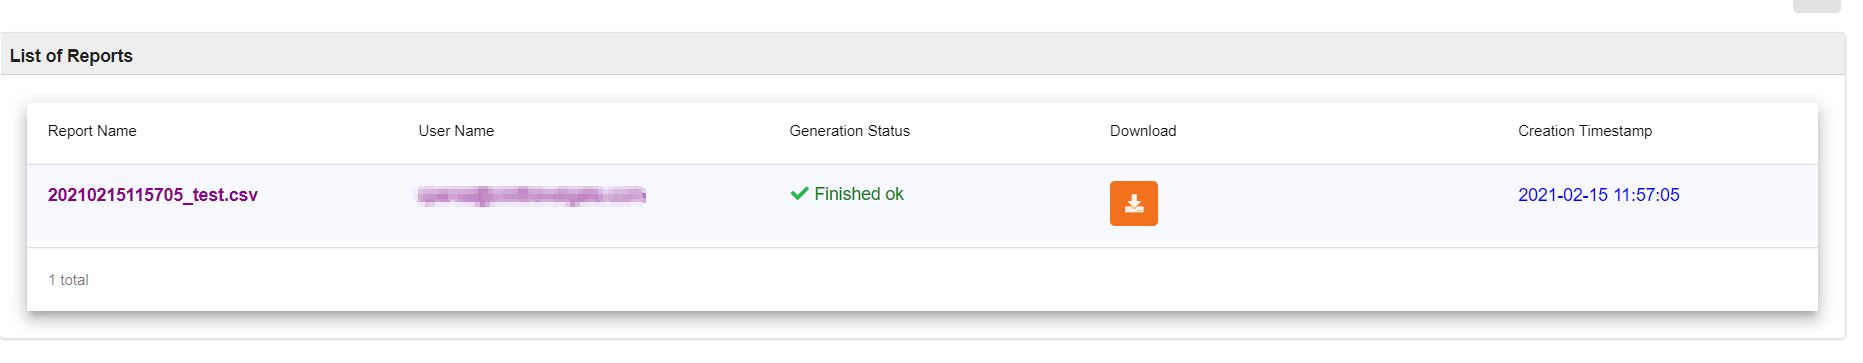 List of Reports
Report Name User Name Generation Status Download Creation Timestamp
20210215115705_test.csv Finished ok 2021-02-15 11:57:05
1 total